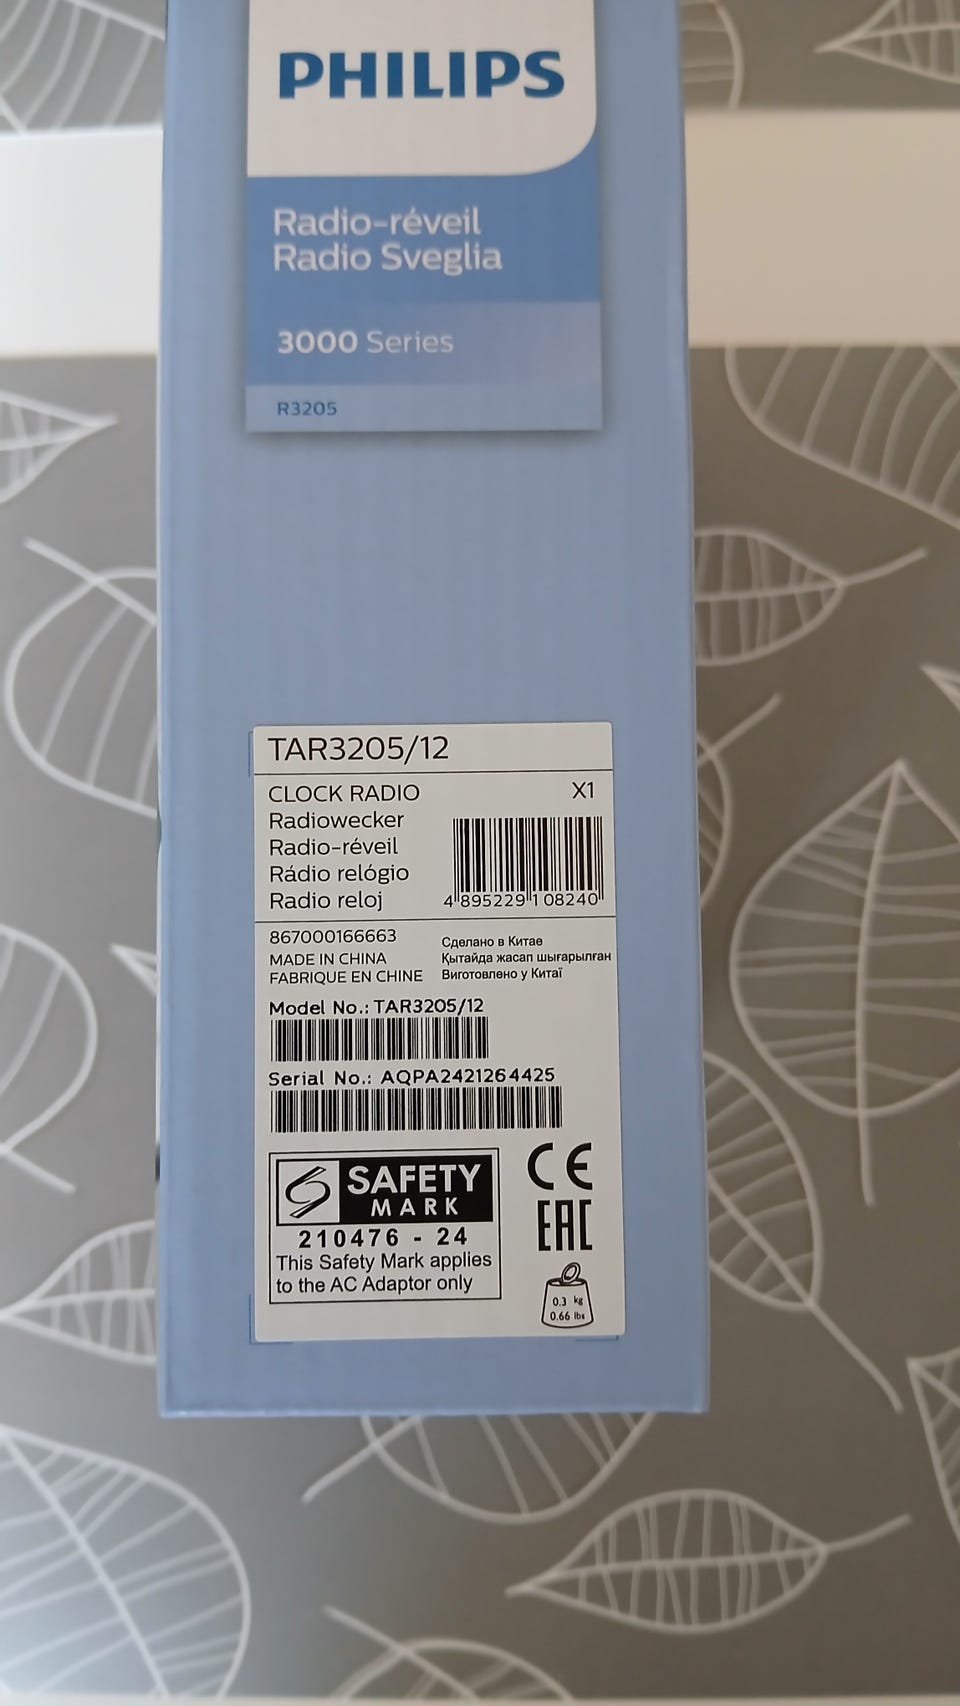 PHILIPS
Radio-réveil
Radio Sveglia
3000 Series
R3205
TAR3205/12
CLOCK RADIO X1
Radiowecker
Radio-réveil
Rádio relógio
Radio reloj
4 895229 108240
867000166663
MADE IN CHINA
FABRIQUE EN CHINE
Сделано в Китае
Қытайда жасап шығарылған
Виготовлено у Китаї
Model No.: TAR3205/12
Serial No.: AQPA2421264425
SAFETY
MARK
210476 - 24
This Safety Mark applies
to the AC Adaptor only
CE
EAC
0.3 kg
0.66 lbs